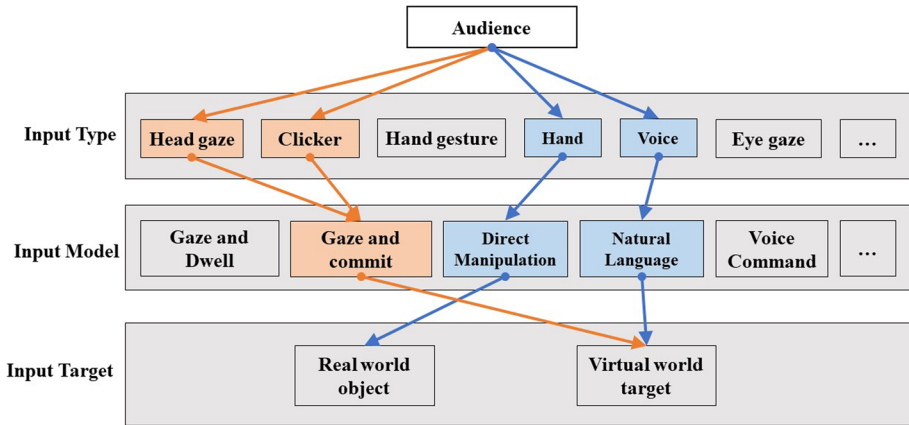 Audience
Input Type
Head gaze
Clicker
Hand gesture
Hand
Voice
Eye gaze
...
Input Model
Gaze and
Dwell
Gaze and
commit
Direct
Manipulation
Natural
Language
Voice
Command
...
Input Target
Real world
object
Virtual world
target